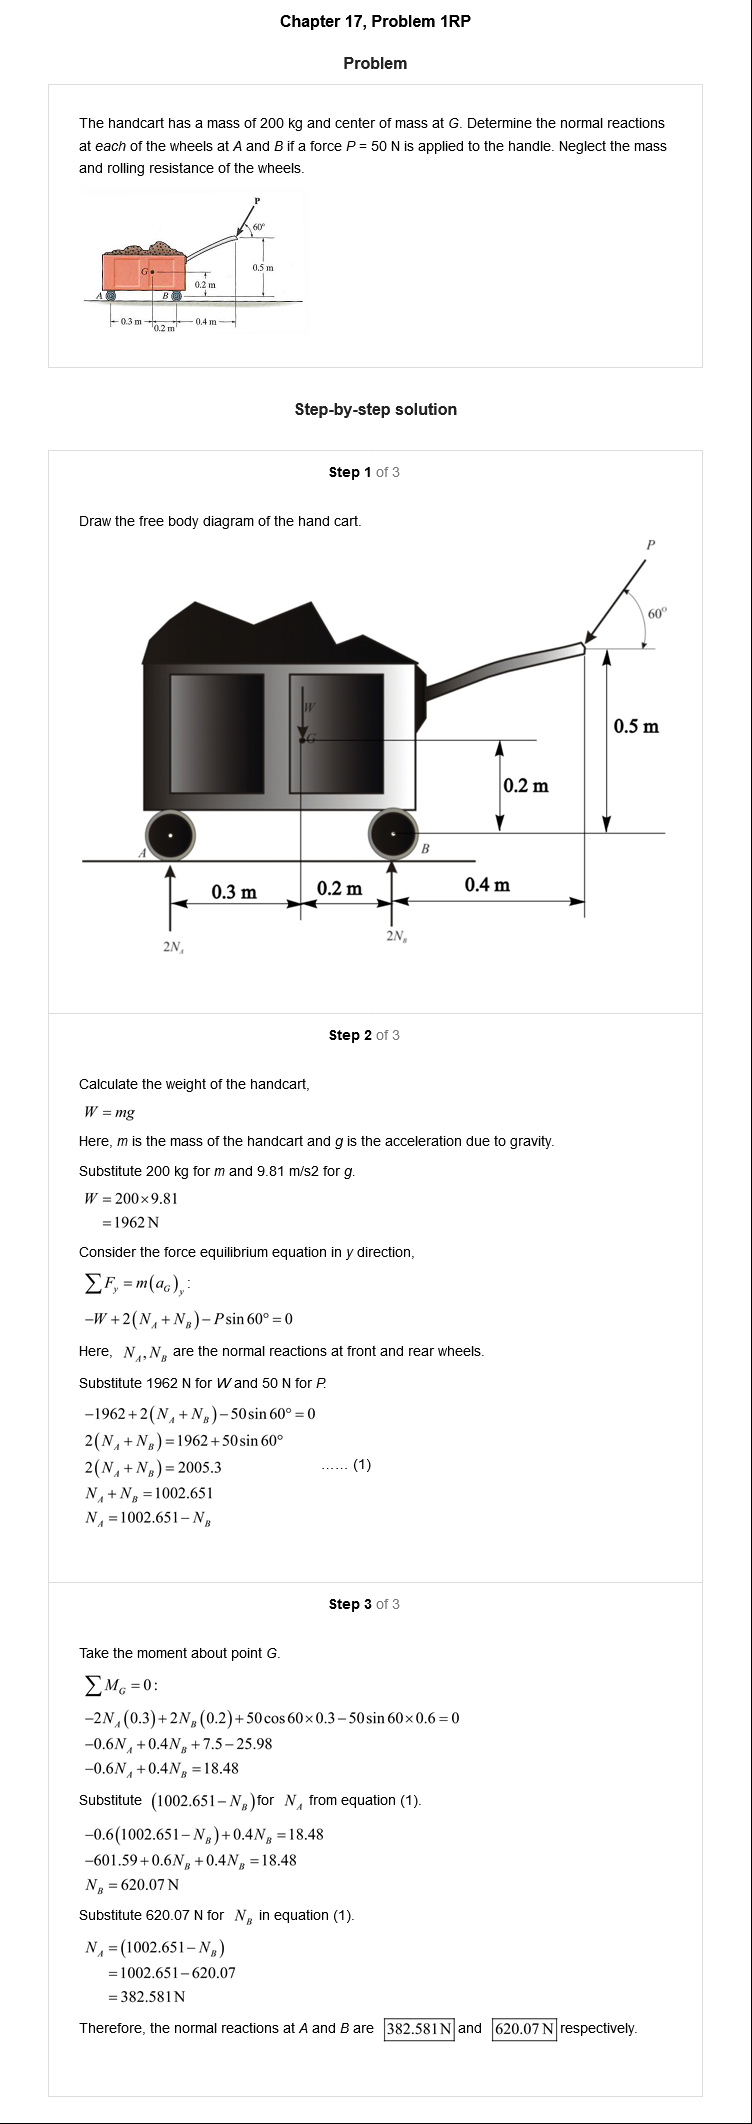 Chapter 17, Problem 1RP
Problem
The handcart has a mass of 200 kg and center of mass at G. Determine the normal reactions
at each of the wheels at A and B if a force P = 50 N is applied to the handle. Neglect the mass
and rolling resistance of the wheels.
P
60°
G
0.5 m
0.2 m
A
B
0.3 m
0.2 m
0.4 m
Step-by-step solution
Step 1 of 3
Draw the free body diagram of the hand cart.
P
60°
W
G
0.5 m
0.2 m
A
B
0.3 m
0.2 m
0.4 m
2N_A
2N_B
Step 2 of 3
Calculate the weight of the handcart,
W = mg
Here, m is the mass of the handcart and g is the acceleration due to gravity.
Substitute 200 kg for m and 9.81 m/s2 for g.
W = 200×9.81
= 1962 N
Consider the force equilibrium equation in y direction,
∑F_y = m(a_G)_y :
−W + 2(N_A + N_B) − P sin 60° = 0
Here, N_A, N_B are the normal reactions at front and rear wheels.
Substitute 1962 N for W and 50 N for P.
−1962 + 2(N_A + N_B) − 50 sin 60° = 0
2(N_A + N_B) = 1962 + 50 sin 60°
2(N_A + N_B) = 2005.3 ...... (1)
N_A + N_B = 1002.651
N_A = 1002.651 − N_B
Step 3 of 3
Take the moment about point G.
∑M_G = 0 :
−2N_A(0.3) + 2N_B(0.2) + 50 cos 60 × 0.3 − 50 sin 60 × 0.6 = 0
−0.6N_A + 0.4N_B + 7.5 − 25.98
−0.6N_A + 0.4N_B = 18.48
Substitute (1002.651 − N_B) for N_A from equation (1).
−0.6(1002.651 − N_B) + 0.4N_B = 18.48
−601.59 + 0.6N_B + 0.4N_B = 18.48
N_B = 620.07 N
Substitute 620.07 N for N_B in equation (1).
N_A = (1002.651 − N_B)
= 1002.651 − 620.07
= 382.581 N
Therefore, the normal reactions at A and B are 382.581 N and 620.07 N respectively.